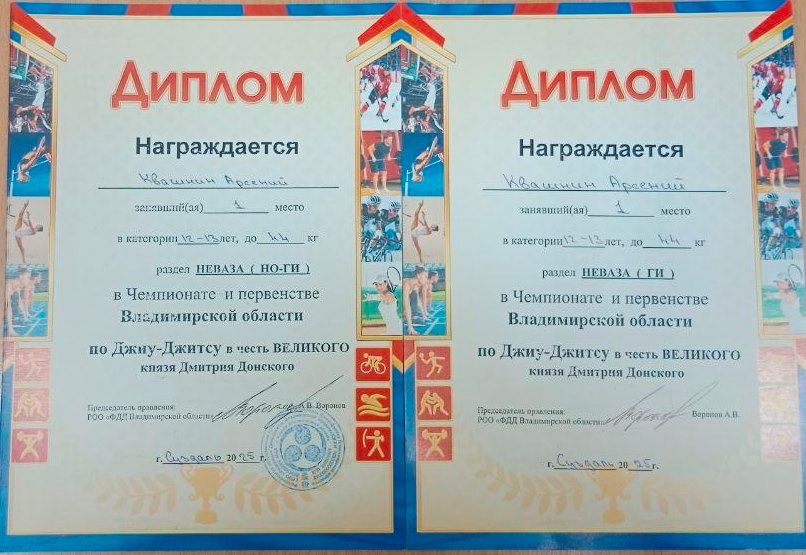 ДИПЛОМ
Награждается
Квашнин Арсений
занявший(ая) 1 место
в категории 12-13 лет, до 44 кг
раздел НЕВАЗА ( НО-ГИ )
в Чемпионате и первенстве
Владимирской области
по Джиу-Джитсу в честь ВЕЛИКОГО
князя Дмитрия Донского
Председатель правления:
РОО «ФДД Владимирской области» А.В. Воронов
г. Суздаль 2025 г.
ДИПЛОМ
Награждается
Квашнин Арсений
занявший(ая) 1 место
в категории 12-13 лет, до 44 кг
раздел НЕВАЗА ( ГИ )
в Чемпионате и первенстве
Владимирской области
по Джиу-Джитсу в честь ВЕЛИКОГО
князя Дмитрия Донского
Председатель правления:
РОО «ФДД Владимирской области» Воронов А.В.
г. Суздаль 2025 г.